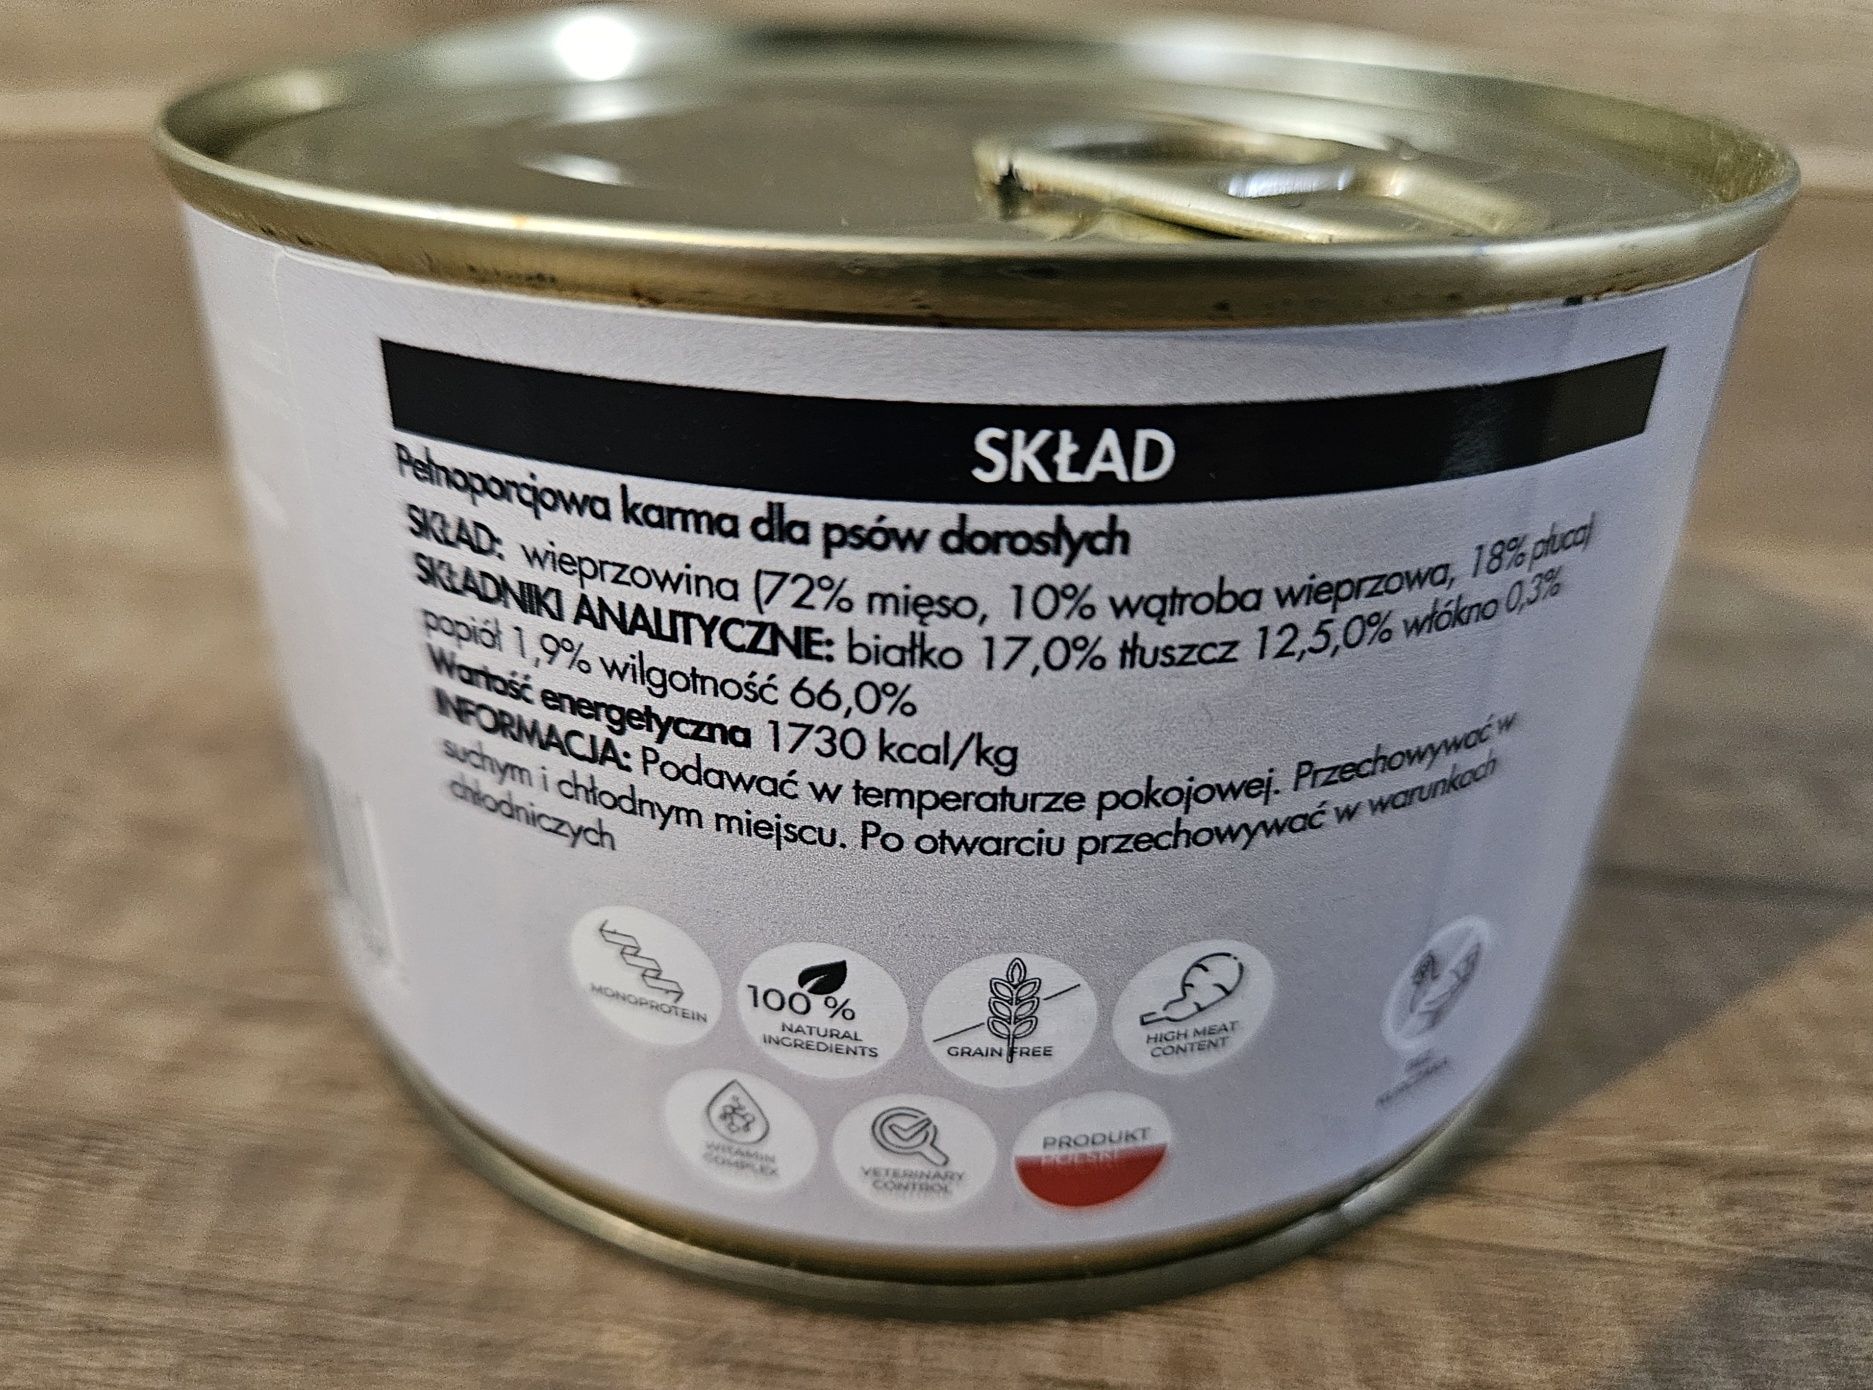 SKŁAD
Pełnoporcjowa karma dla psów dorosłych
SKŁAD: wieprzowina (72% mięso, 10% wątroba wieprzowa, 18% płuca)
SKŁADNIKI ANALITYCZNE: białko 17,0% tłuszcz 12,5,0% włókno 0,3%
popiół 1,9% wilgotność 66,0%
Wartość energetyczna 1730 kcal/kg
INFORMACJA: Podawać w temperaturze pokojowej. Przechowywać w
suchym i chłodnym miejscu. Po otwarciu przechowywać w warunkach
chłodniczych
MONOPROTEIN
100 %
NATURAL
INGREDIENTS
GRAIN FREE
HIGH MEAT
CONTENT
WITAMIN
COMPLEX
VETERINARY
CONTROL
PRODUKT
POLSKI